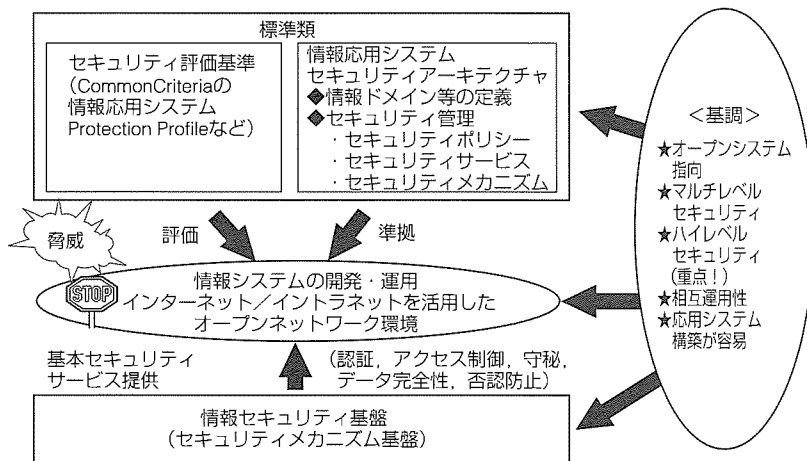 標準類
セキュリティ評価基準
（CommonCriteriaの
情報応用システム
Protection Profileなど）
情報応用システム
セキュリティアーキテクチャ
◆情報ドメイン等の定義
◆セキュリティ管理
・セキュリティポリシー
・セキュリティサービス
・セキュリティメカニズム
＜基調＞
★オープンシステム
指向
★マルチレベル
セキュリティ
★ハイレベル
セキュリティ
（重点！）
★相互運用性
★応用システム
構築が容易
脅威
評価
準拠
STOP
情報システムの開発・運用
インターネット／イントラネットを活用した
オープンネットワーク環境
基本セキュリティ
サービス提供
（認証，アクセス制御，守秘，
データ完全性，否認防止）
情報セキュリティ基盤
（セキュリティメカニズム基盤）